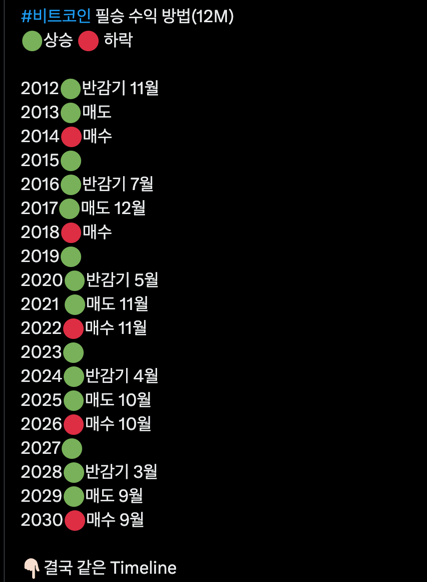 #비트코인 필승 수익 방법(12M)
🟢상승 🔴 하락
2012🟢반감기 11월
2013🟢매도
2014🔴매수
2015🟢
2016🟢반감기 7월
2017🟢매도 12월
2018🔴매수
2019🟢
2020🟢반감기 5월
2021 🟢매도 11월
2022🔴매수 11월
2023🟢
2024🟢반감기 4월
2025🟢매도 10월
2026🔴매수 10월
2027🟢
2028🟢반감기 3월
2029🟢매도 9월
2030🔴매수 9월
👇🏻결국 같은 Timeline